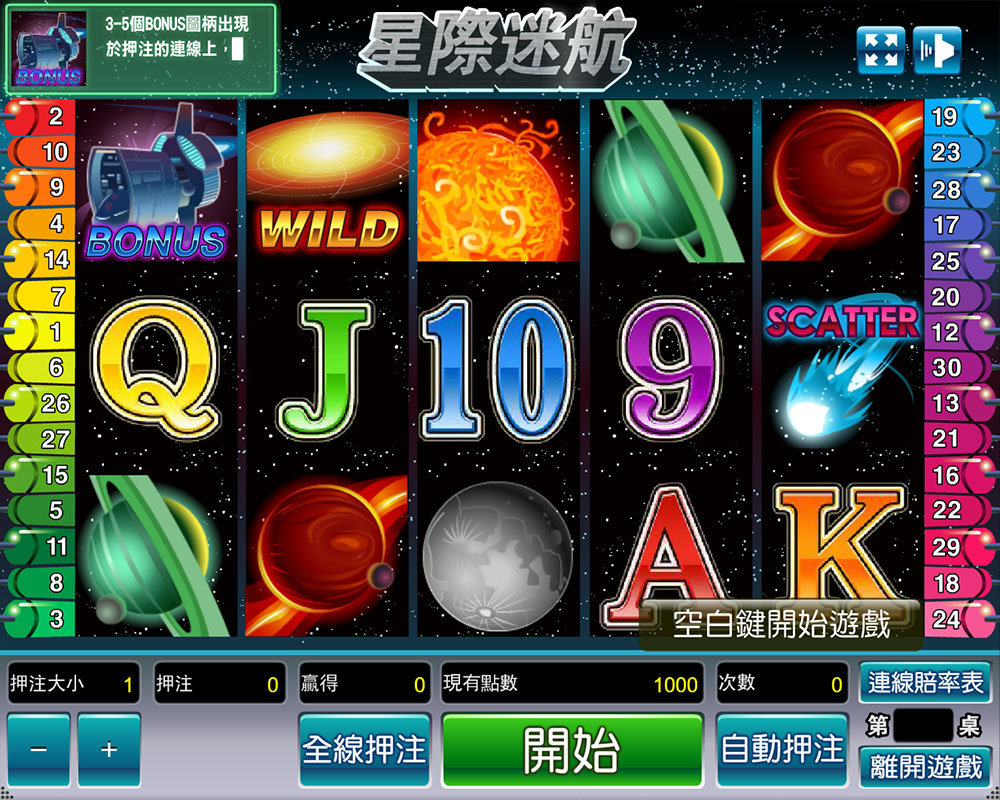 3-5個BONUS圖柄出現
於押注的連線上，
BONUS
星際迷航
2
10
9
4
14
7
1
6
26
27
15
5
11
8
3
BONUS
WILD
Q
J
10
9
SCATTER
A
K
19
23
28
17
25
20
12
30
13
21
16
22
29
18
24
空白鍵開始遊戲
押注大小 1
押注 0
贏得 0
現有點數 1000
次數 0
連線賠率表
－
＋
全線押注
開始
自動押注
第 桌
離開遊戲